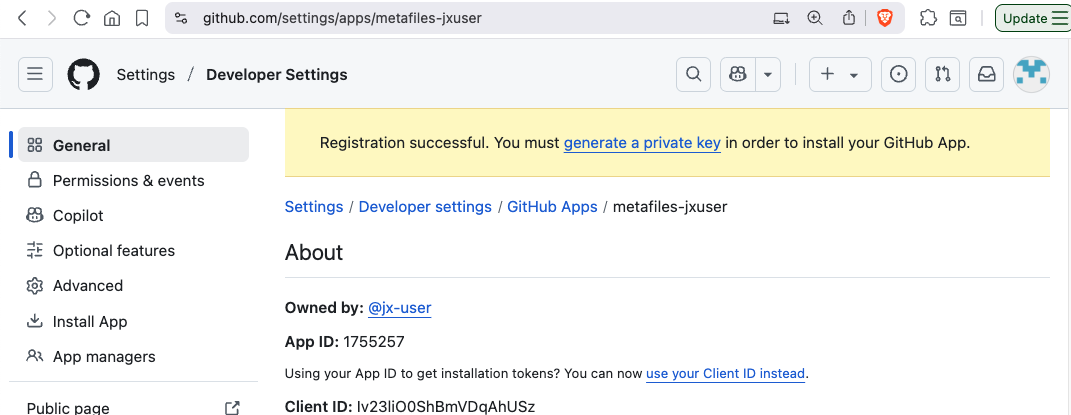 github.com/settings/apps/metafiles-jxuser
Update
Settings / Developer Settings
General
Permissions & events
Copilot
Optional features
Advanced
Install App
App managers
Public page
Registration successful. You must generate a private key in order to install your GitHub App.
Settings / Developer settings / GitHub Apps / metafiles-jxuser
About
Owned by: @jx-user
App ID: 1755257
Using your App ID to get installation tokens? You can now use your Client ID instead.
Client ID: Iv23liO0ShBmVDqAhUSz